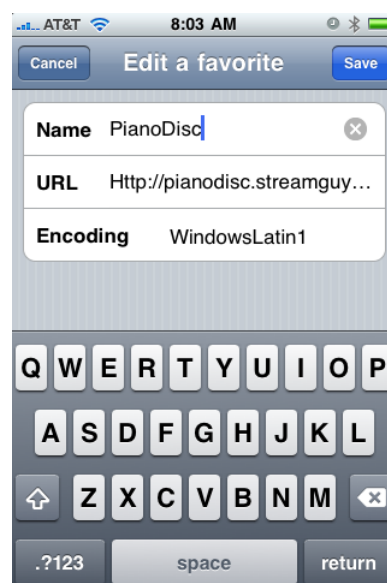 AT&T 8:03 AM
Cancel Edit a favorite Save
Name PianoDisc
URL Http://pianodisc.streamguy...
Encoding WindowsLatin1
Q W E R T Y U I O P
A S D F G H J K L
Z X C V B N M
.?123 space return